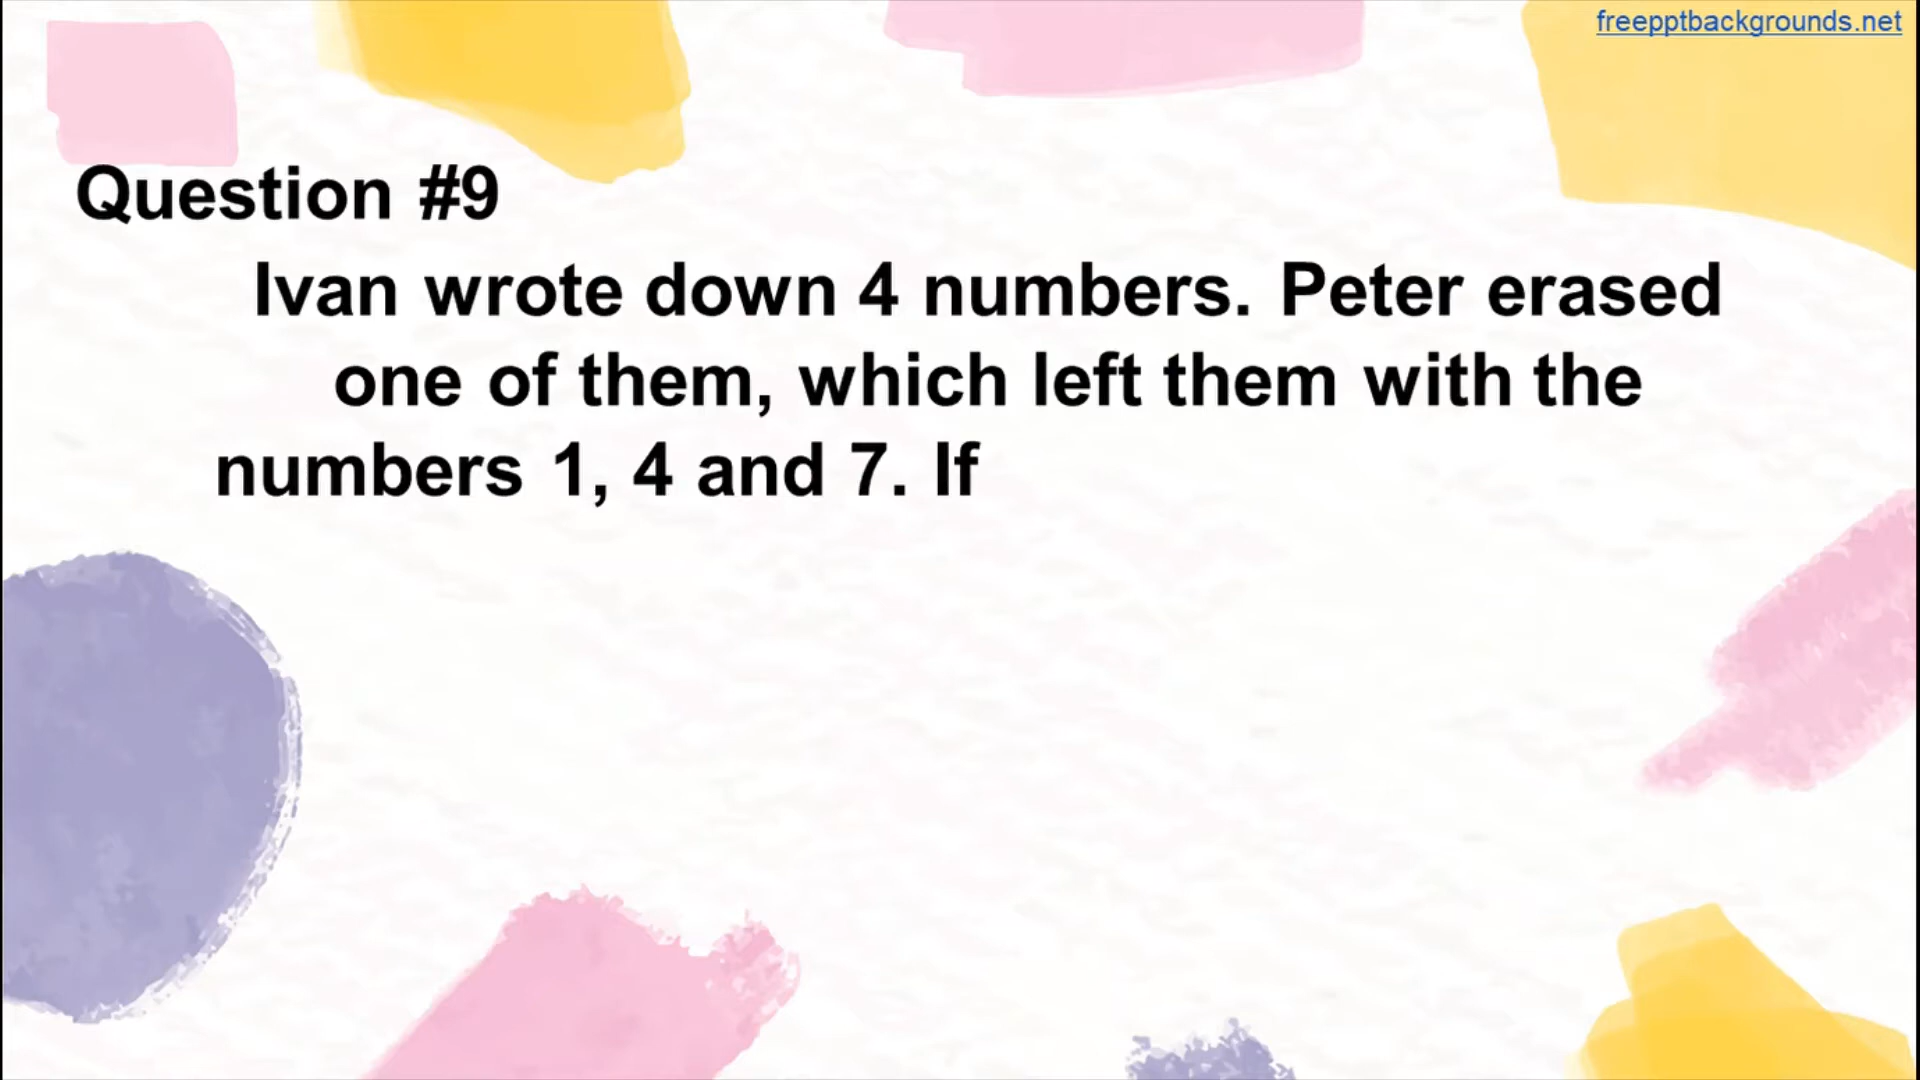 freepptbackgrounds.net
Question #9
Ivan wrote down 4 numbers. Peter erased
one of them, which left them with the
numbers 1, 4 and 7. If